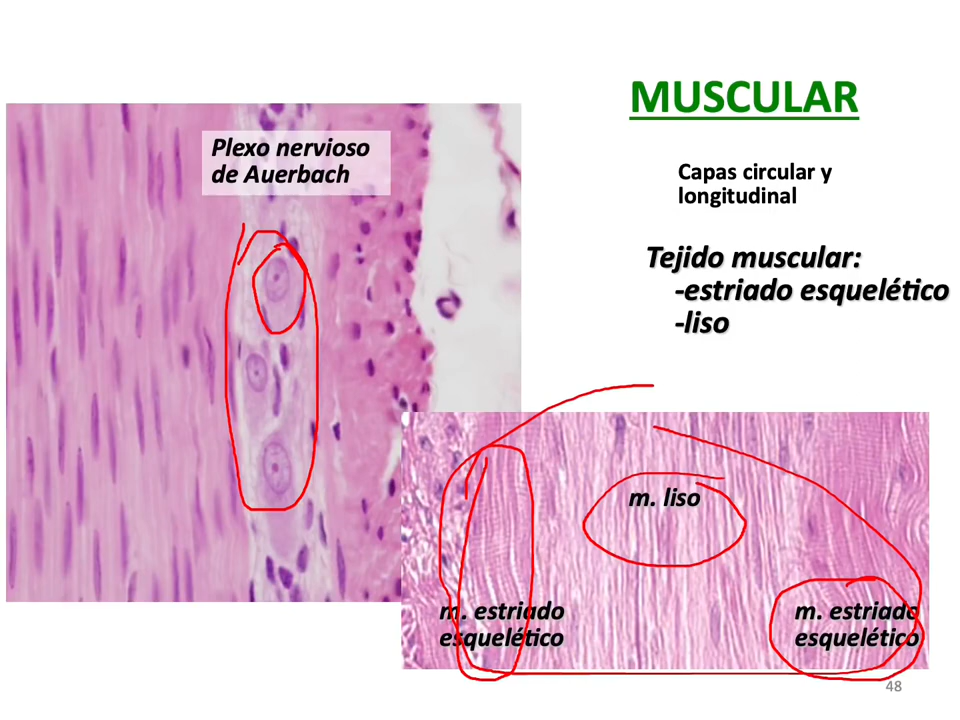 MUSCULAR
Plexo nervioso
de Auerbach
Capas circular y
longitudinal
Tejido muscular:
-estriado esquelético
-liso
m. liso
m. estriado
esquelético
m. estriado
esquelético
48